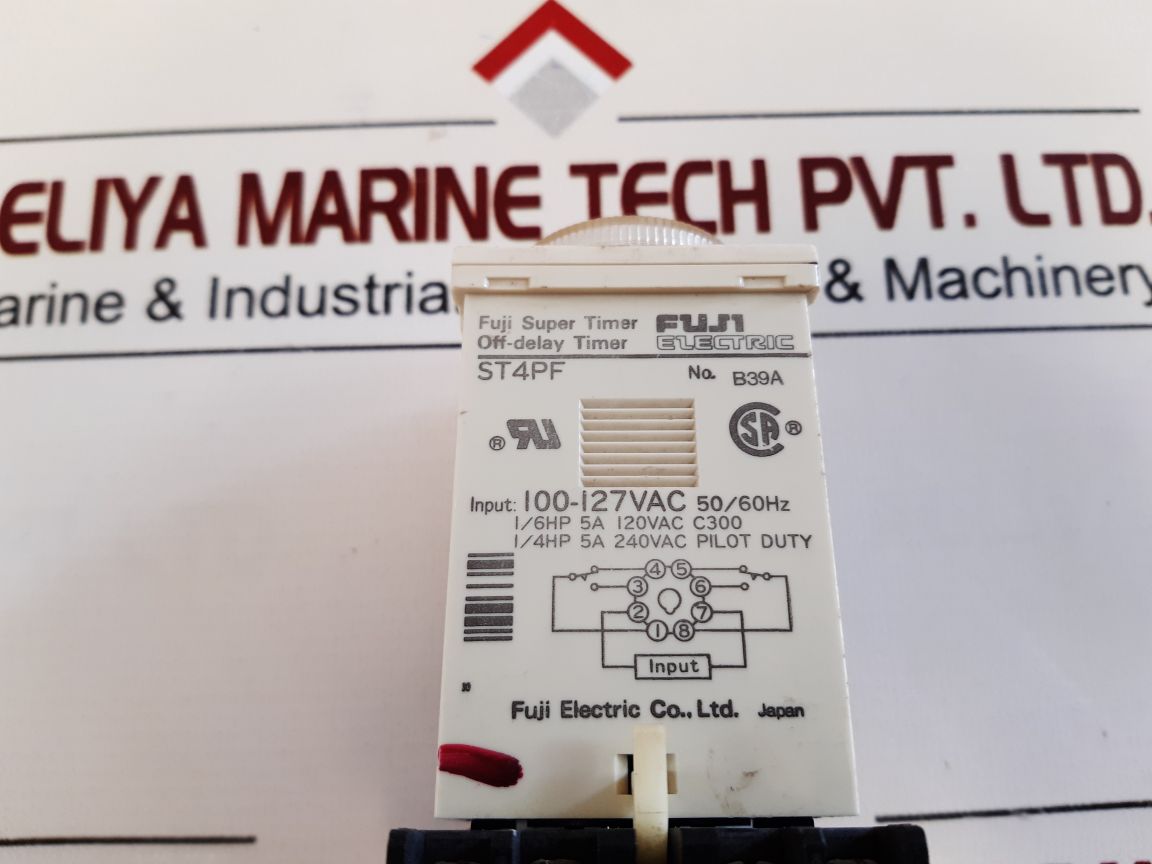 ELIYA MARINE TECH PVT. LTD.
arine & Industria & Machinery
Fuji Super Timer FUJI
Off-delay Timer ELECTRIC
ST4PF No. B39A
® RU SA ®
Input: 100-127VAC 50/60Hz
1/6HP 5A 120VAC C300
1/4HP 5A 240VAC PILOT DUTY
4 5
3 6
2 7
1 8
Input
Fuji Electric Co., Ltd. Japan